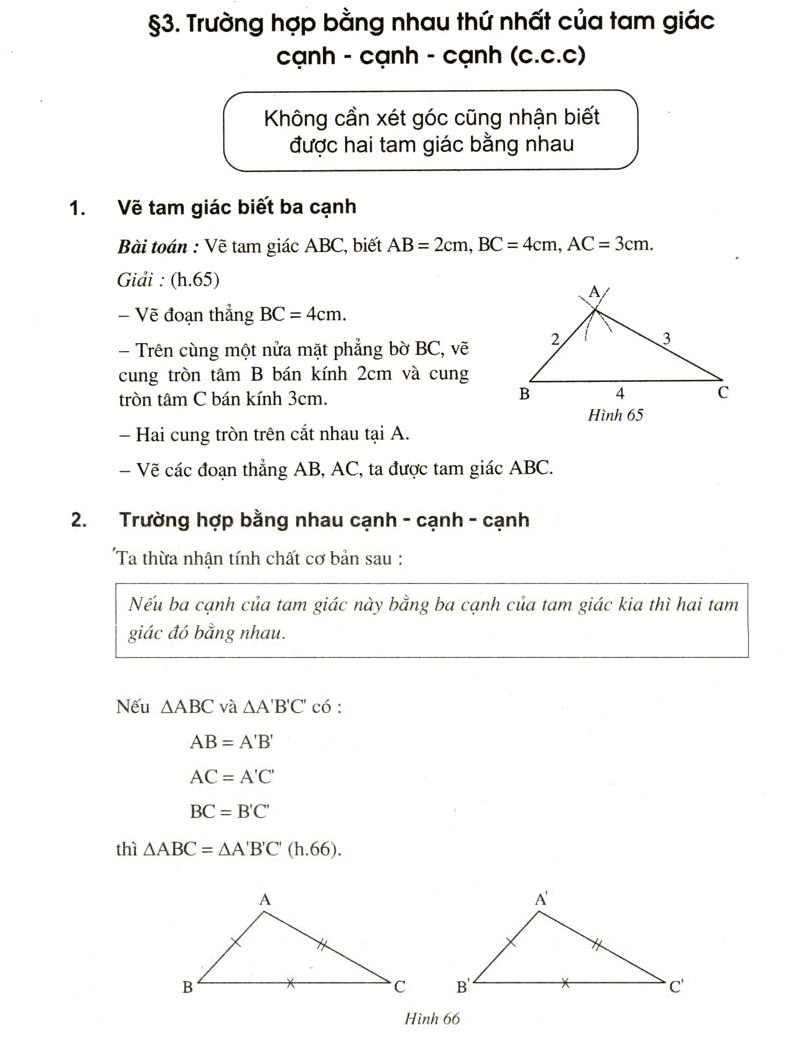 §3. Trường hợp bằng nhau thứ nhất của tam giác
cạnh - cạnh - cạnh (c.c.c)
Không cần xét góc cũng nhận biết
được hai tam giác bằng nhau
1. Vẽ tam giác biết ba cạnh
Bài toán : Vẽ tam giác ABC, biết AB = 2cm, BC = 4cm, AC = 3cm.
Giải : (h.65)
– Vẽ đoạn thẳng BC = 4cm.
– Trên cùng một nửa mặt phẳng bờ BC, vẽ
cung tròn tâm B bán kính 2cm và cung
tròn tâm C bán kính 3cm.
– Hai cung tròn trên cắt nhau tại A.
– Vẽ các đoạn thẳng AB, AC, ta được tam giác ABC.
A
2 3
B 4 C
Hình 65
2. Trường hợp bằng nhau cạnh - cạnh - cạnh
Ta thừa nhận tính chất cơ bản sau :
Nếu ba cạnh của tam giác này bằng ba cạnh của tam giác kia thì hai tam
giác đó bằng nhau.
Nếu ΔABC và ΔA'B'C' có :
AB = A'B'
AC = A'C'
BC = B'C'
thì ΔABC = ΔA'B'C' (h.66).
A A'
B C B' C'
Hình 66